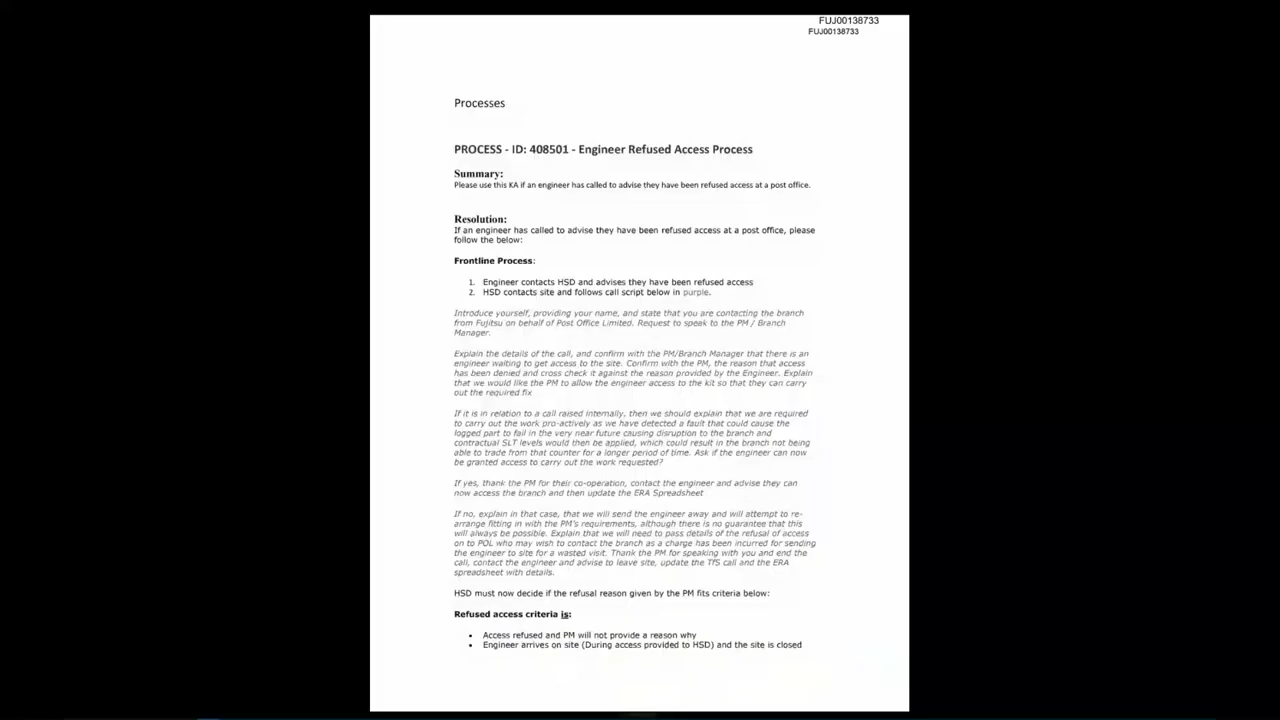 FUJ00138733
FUJ00138733
Processes
PROCESS - ID: 408501 - Engineer Refused Access Process
Summary:
Please use this KA if an engineer has called to advise they have been refused access at a post office.
Resolution:
If an engineer has called to advise they have been refused access at a post office, please
follow the below:
Frontline Process:
1. Engineer contacts HSD and advises they have been refused access
2. HSD contacts site and follows call script below in purple.
Introduce yourself, providing your name, and state that you are contacting the branch
from Fujitsu on behalf of Post Office Limited. Request to speak to the PM / Branch
Manager.
Explain the details of the call, and confirm with the PM/Branch Manager that there is an
engineer waiting to get access to the site. Confirm with the PM, the reason that access
has been denied and cross check it against the reason provided by the Engineer. Explain
that we would like the PM to allow the engineer access to the kit so that they can carry
out the required fix
If it is in relation to a call raised internally, then we should explain that we are required
to carry out the work pro-actively as we have detected a fault that could cause the
logged part to fail in the very near future causing disruption to the branch and
contractual SLT levels would then be applied, which could result in the branch not being
able to trade from that counter for a longer period of time. Ask if the engineer can now
be granted access to carry out the work requested?
If yes, thank the PM for their co-operation, contact the engineer and advise they can
now access the branch and then update the ERA Spreadsheet
If no, explain in that case, that we will send the engineer away and will attempt to re-
arrange fitting in with the PM's requirements, although there is no guarantee that this
will always be possible. Explain that we will need to pass details of the refusal of access
on to POL who may wish to contact the branch as a charge has been incurred for sending
the engineer to site for a wasted visit. Thank the PM for speaking with you and end the
call, contact the engineer and advise to leave site, update the TfS call and the ERA
spreadsheet with details.
HSD must now decide if the refusal reason given by the PM fits criteria below:
Refused access criteria is:
• Access refused and PM will not provide a reason why
• Engineer arrives on site (During access provided to HSD) and the site is closed